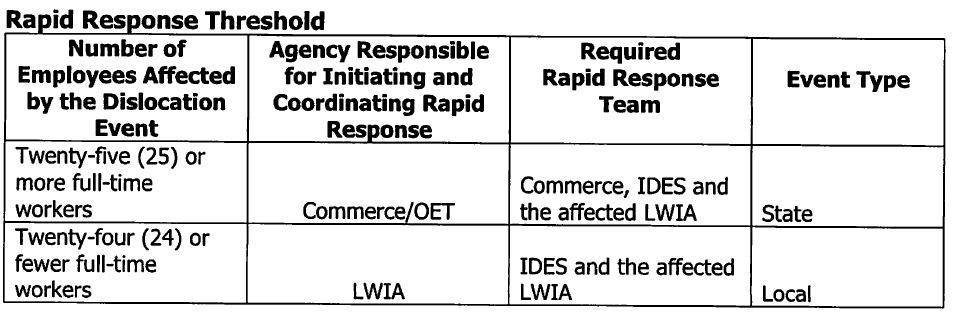 Rapid Response Threshold
Number of
Employees Affected
by the Dislocation
Event
Agency Responsible
for Initiating and
Coordinating Rapid
Response
Required
Rapid Response
Team
Event Type
Twenty-five (25) or
more full-time
workers
Commerce/OET
Commerce, IDES and
the affected LWIA
State
Twenty-four (24) or
fewer full-time
workers
LWIA
IDES and the affected
LWIA
Local